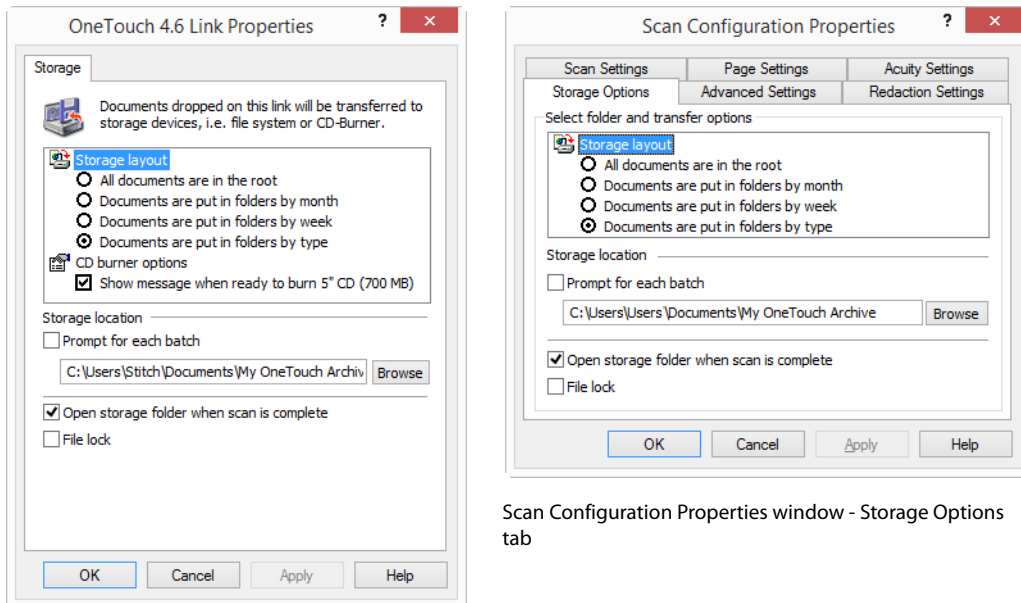 OneTouch 4.6 Link Properties
?
×
Storage
Documents dropped on this link will be transferred to
storage devices, i.e. file system or CD-Burner.
Storage layout
All documents are in the root
Documents are put in folders by month
Documents are put in folders by week
Documents are put in folders by type
CD burner options
Show message when ready to burn 5" CD (700 MB)
Storage location
Prompt for each batch
C:\Users\Stitch\Documents\My OneTouch Archiv
Browse
Open storage folder when scan is complete
File lock
OK
Cancel
Apply
Help
Scan Configuration Properties
?
×
Scan Settings
Page Settings
Acuity Settings
Storage Options
Advanced Settings
Redaction Settings
Select folder and transfer options
Storage layout
All documents are in the root
Documents are put in folders by month
Documents are put in folders by week
Documents are put in folders by type
Storage location
Prompt for each batch
C:\Users\Users\Documents\My OneTouch Archive
Browse
Open storage folder when scan is complete
File lock
OK
Cancel
Apply
Help
Scan Configuration Properties window - Storage Options
tab